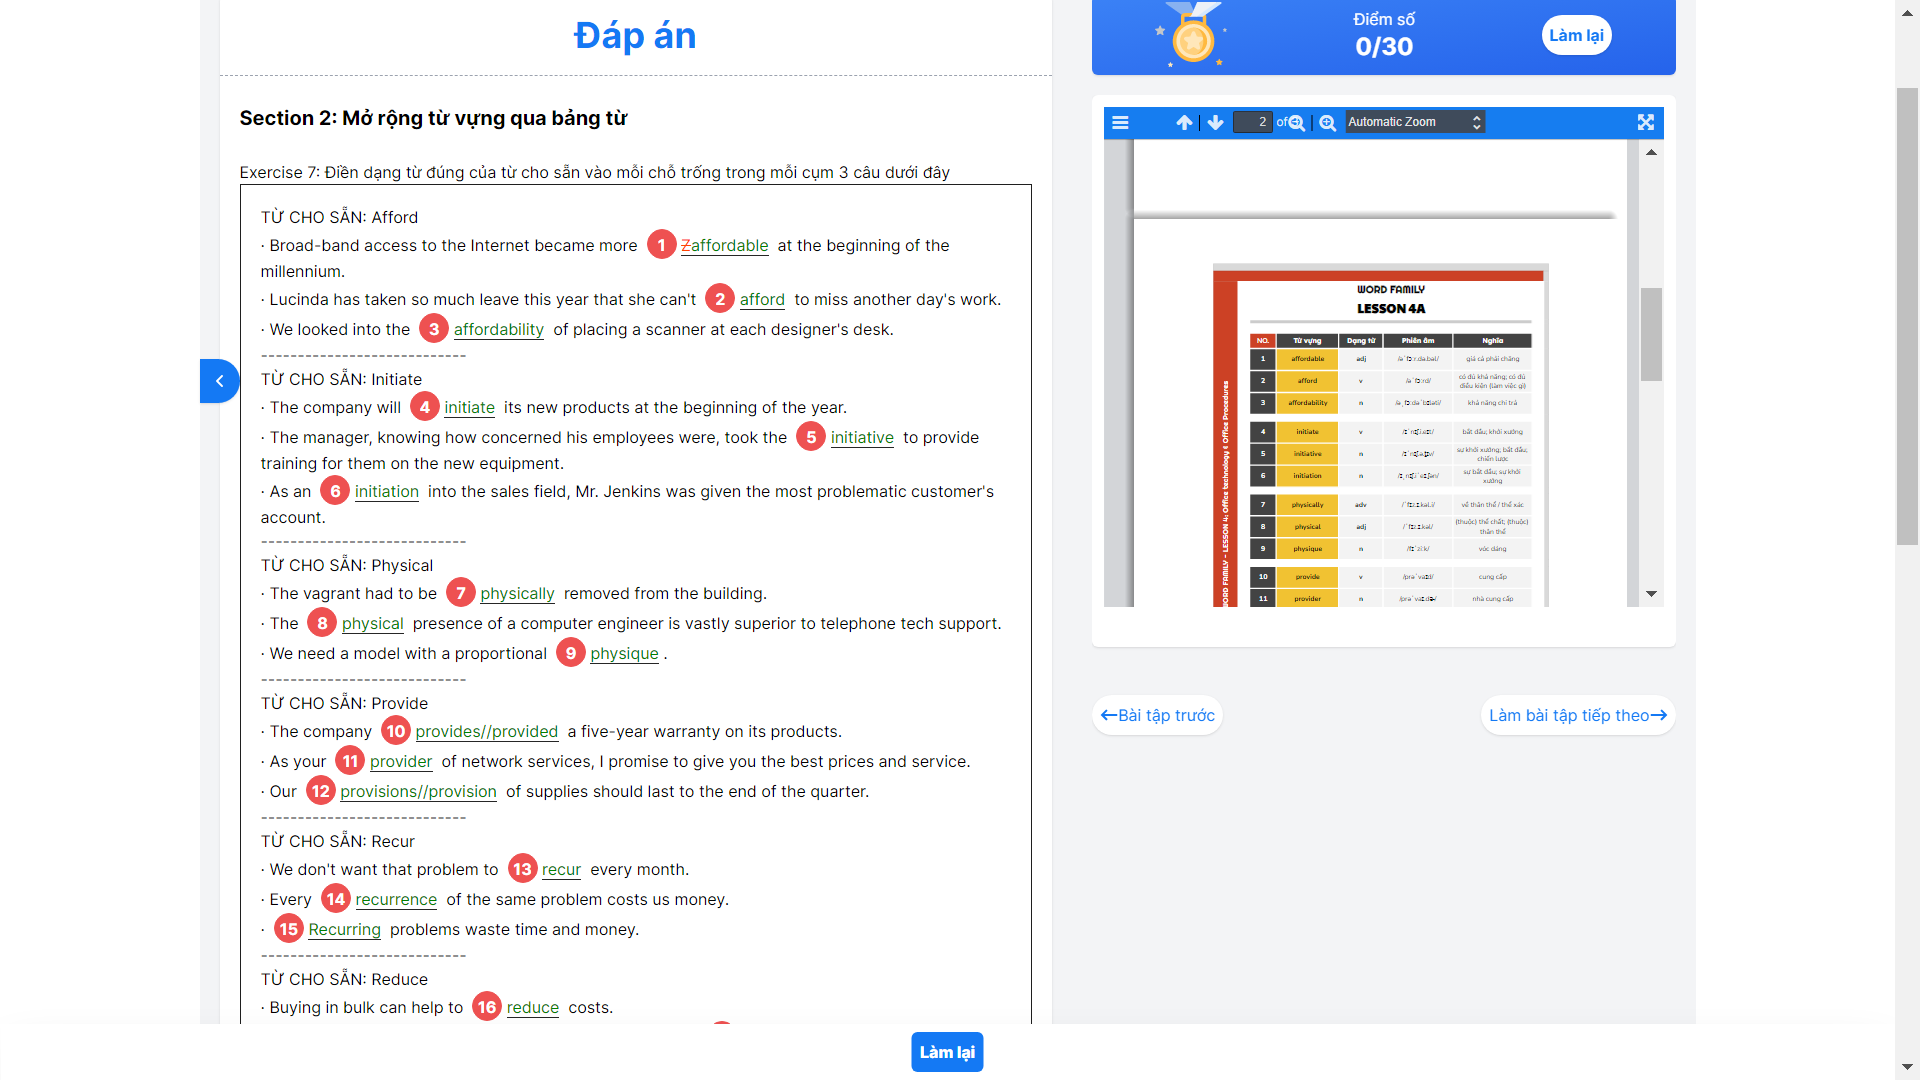 Đáp án
Section 2: Mở rộng từ vựng qua bảng từ
Exercise 7: Điền dạng từ đúng của từ cho sẵn vào mỗi chỗ trống trong mỗi cụm 3 câu dưới đây
TỪ CHO SẴN: Afford
· Broad-band access to the Internet became more 1 Zaffordable at the beginning of the
millennium.
· Lucinda has taken so much leave this year that she can't 2 afford to miss another day's work.
· We looked into the 3 affordability of placing a scanner at each designer's desk.
----------------------------
TỪ CHO SẴN: Initiate
· The company will 4 initiate its new products at the beginning of the year.
· The manager, knowing how concerned his employees were, took the 5 initiative to provide
training for them on the new equipment.
· As an 6 initiation into the sales field, Mr. Jenkins was given the most problematic customer's
account.
----------------------------
TỪ CHO SẴN: Physical
· The vagrant had to be 7 physically removed from the building.
· The 8 physical presence of a computer engineer is vastly superior to telephone tech support.
· We need a model with a proportional 9 physique .
----------------------------
TỪ CHO SẴN: Provide
· The company 10 provides//provided a five-year warranty on its products.
· As your 11 provider of network services, I promise to give you the best prices and service.
· Our 12 provisions//provision of supplies should last to the end of the quarter.
----------------------------
TỪ CHO SẴN: Recur
· We don't want that problem to 13 recur every month.
· Every 14 recurrence of the same problem costs us money.
· 15 Recurring problems waste time and money.
----------------------------
TỪ CHO SẴN: Reduce
· Buying in bulk can help to 16 reduce costs.
Làm lại
Điểm số
0/30
Làm lại
2 of
Automatic Zoom
WORD FAMILY
LESSON 4A
WORD FAMILY - LESSON 4: Office technology & Office Procedures
NO. Từ vựng Dạng từ Phiên âm Nghĩa
1 affordable adj giá cả phải chăng
2 afford v có đủ khả năng; có đủ
điều kiện (làm việc gì)
3 affordability n khả năng chi trả
4 initiate v bắt đầu; khởi xướng
5 initiative n sự khởi xướng; bắt đầu;
chiến lược
6 initiation n sự bắt đầu; sự khởi
xướng
7 physically adv về thân thể / thể xác
8 physical adj (thuộc) thể chất; (thuộc)
thân thể
9 physique n vóc dáng
10 provide v cung cấp
11 provider n nhà cung cấp
←Bài tập trước
Làm bài tập tiếp theo→